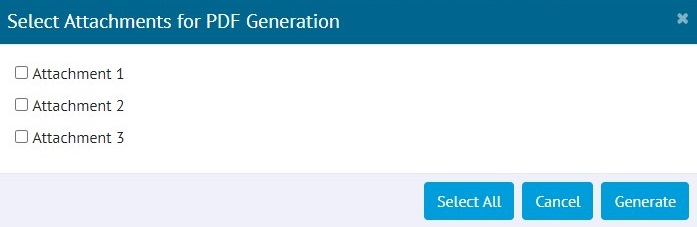 Select Attachments for PDF Generation
Attachment 1
Attachment 2
Attachment 3
Select All Cancel Generate